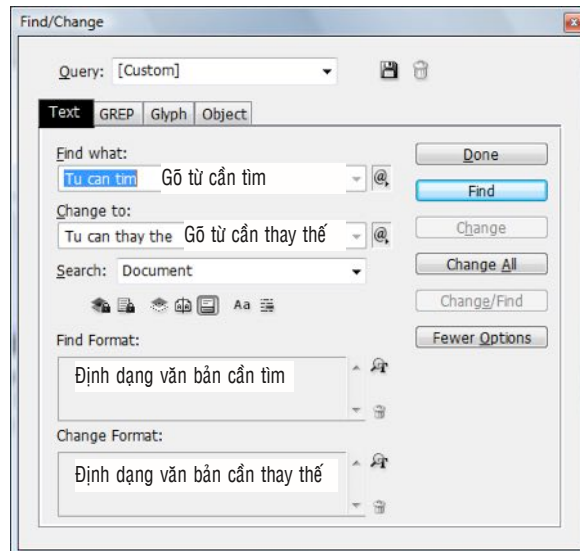 Find/Change
Query: [Custom]
Text GREP Glyph Object
Find what:
Tu can tim Gõ từ cần tìm
Change to:
Tu can thay the Gõ từ cần thay thế
Search: Document
Aa
Find Format:
Định dạng văn bản cần tìm
Change Format:
Định dạng văn bản cần thay thế
Done
Find
Change
Change All
Change/Find
Fewer Options